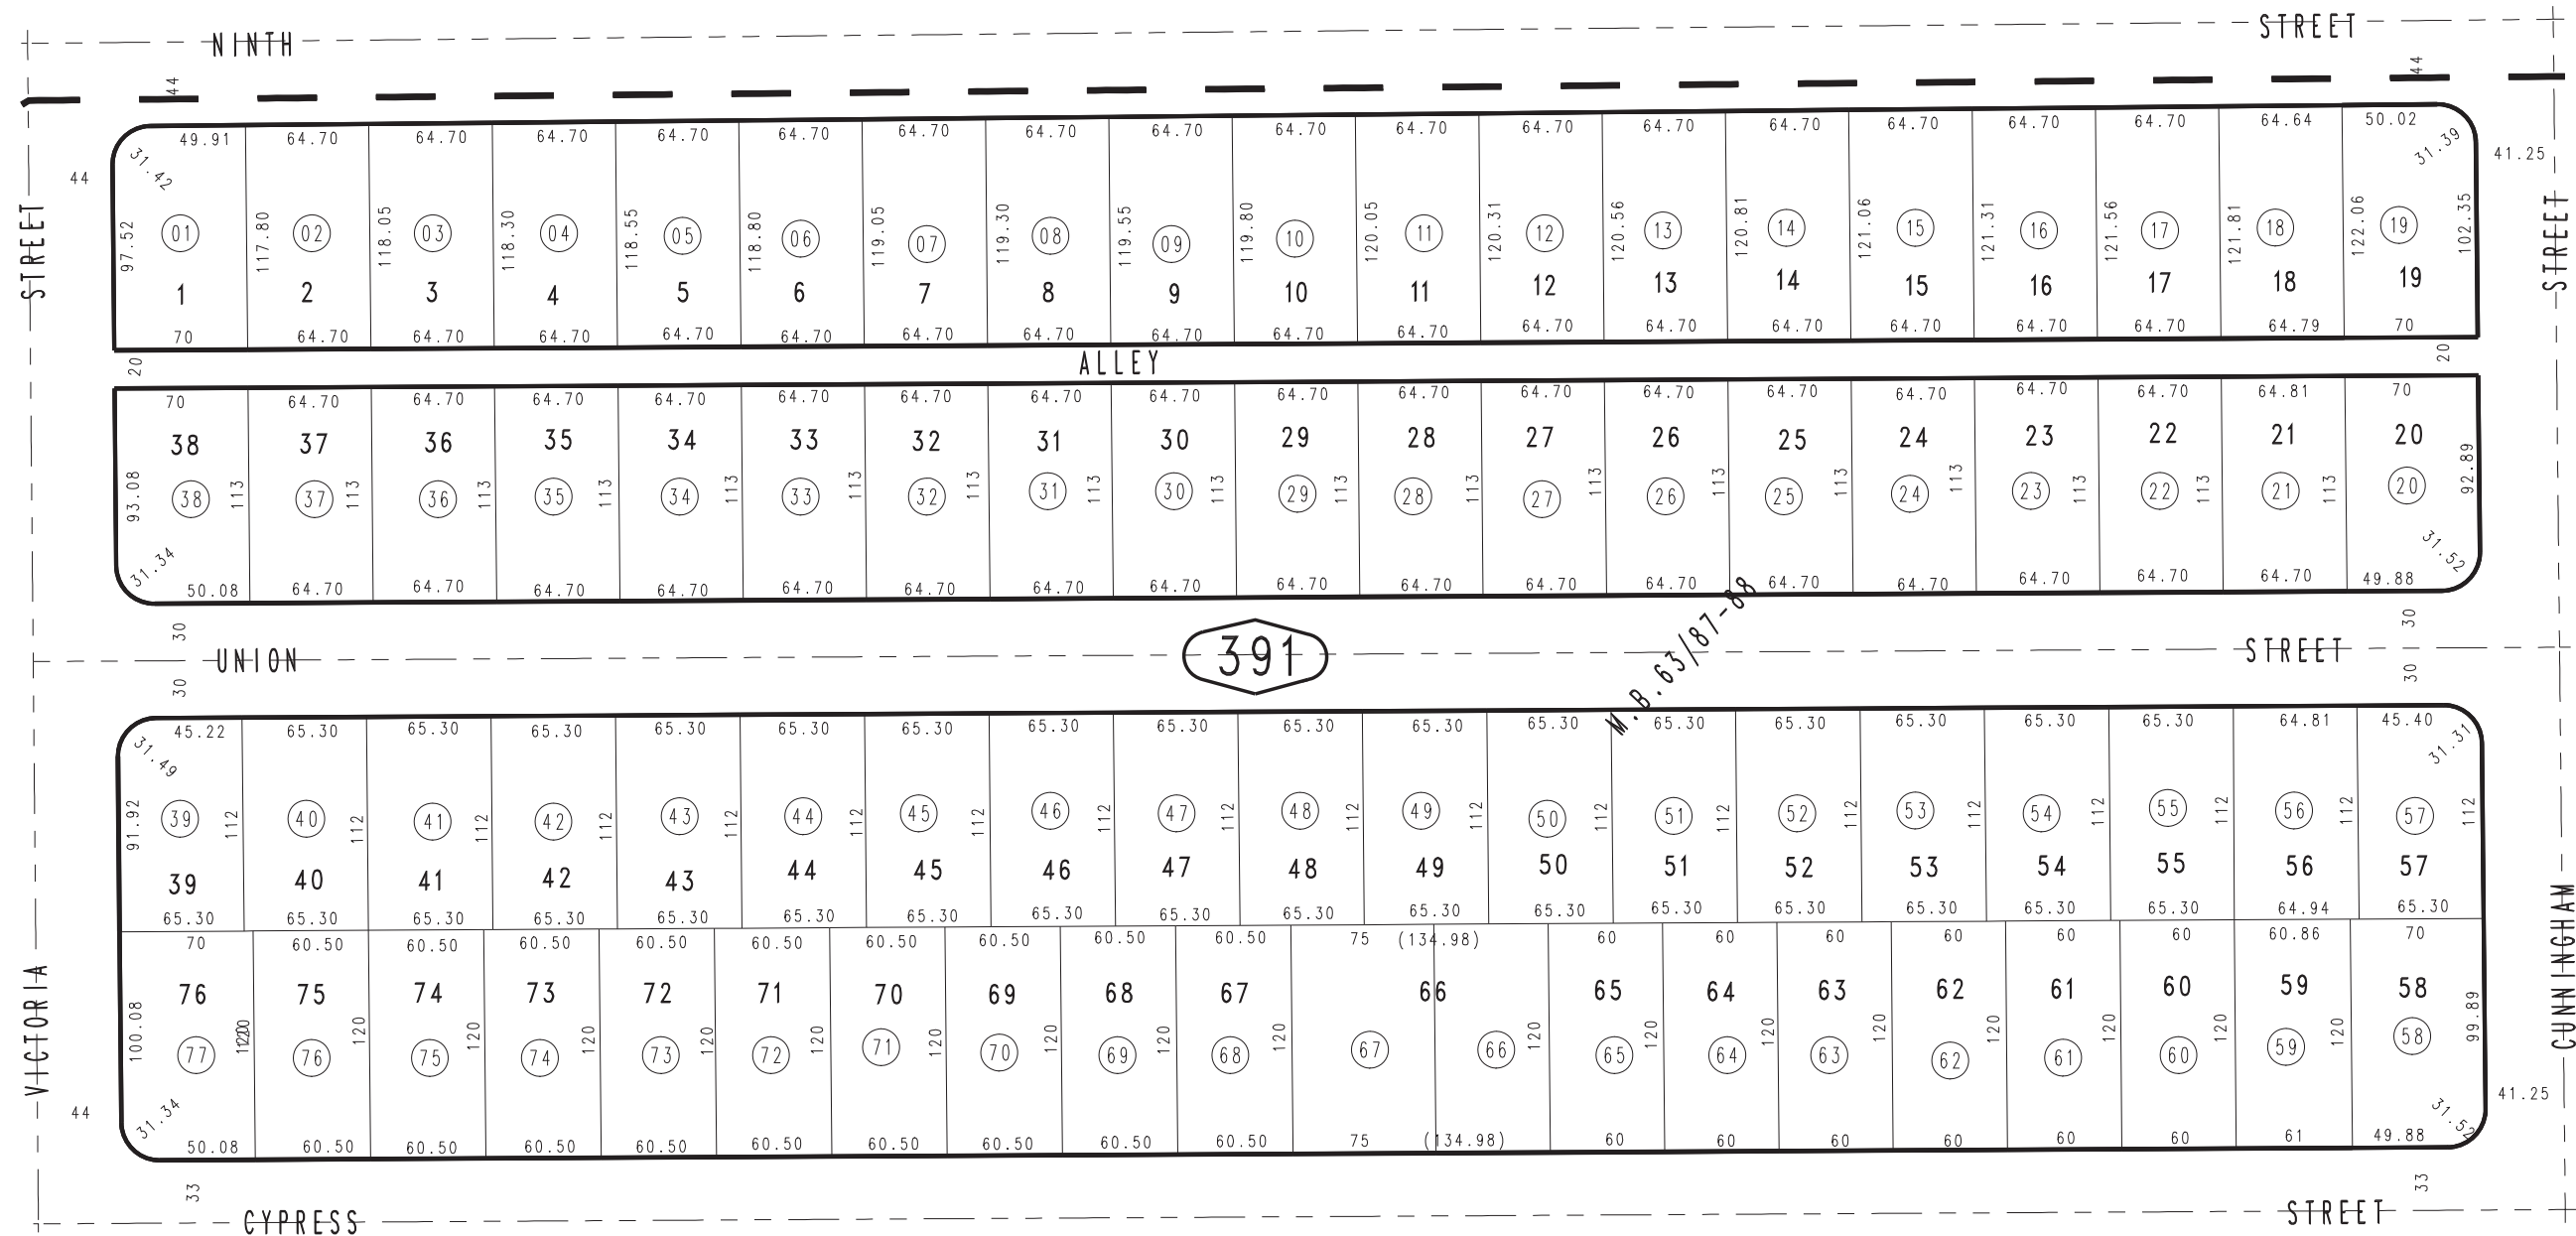 NINTH STREET
44 44
49.91 64.70 64.70 64.70 64.70 64.70 64.70 64.70 64.70 64.70 64.70 64.70 64.70 64.70 64.70 64.70 64.70 64.64 50.02
31.42 31.39
44 41.25
STREET STREET
97.52 117.80 118.05 118.30 118.55 118.80 119.05 119.30 119.55 119.80 120.05 120.31 120.56 120.81 121.06 121.31 121.56 121.81 122.06 102.35
01 02 03 04 05 06 07 08 09 10 11 12 13 14 15 16 17 18 19
1 2 3 4 5 6 7 8 9 10 11 12 13 14 15 16 17 18 19
70 64.70 64.70 64.70 64.70 64.70 64.70 64.70 64.70 64.70 64.70 64.70 64.70 64.70 64.70 64.70 64.70 64.79 70
20 ALLEY 20
70 64.70 64.70 64.70 64.70 64.70 64.70 64.70 64.70 64.70 64.70 64.70 64.70 64.70 64.70 64.70 64.70 64.81 70
38 37 36 35 34 33 32 31 30 29 28 27 26 25 24 23 22 21 20
93.08 113 113 113 113 113 113 113 113 113 113 113 113 113 113 113 113 113 113 92.89
38 37 36 35 34 33 32 31 30 29 28 27 26 25 24 23 22 21 20
31.34 31.52
50.08 64.70 64.70 64.70 64.70 64.70 64.70 64.70 64.70 64.70 64.70 64.70 64.70 64.70 64.70 64.70 64.70 64.70 49.88
30 30
UNION 391 STREET
M.B.63/87-88
30 30
45.22 65.30 65.30 65.30 65.30 65.30 65.30 65.30 65.30 65.30 65.30 65.30 65.30 65.30 65.30 65.30 65.30 64.81 45.40
31.49 31.31
91.92 112 112 112 112 112 112 112 112 112 112 112 112 112 112 112 112 112 112 112
39 40 41 42 43 44 45 46 47 48 49 50 51 52 53 54 55 56 57
39 40 41 42 43 44 45 46 47 48 49 50 51 52 53 54 55 56 57
65.30 65.30 65.30 65.30 65.30 65.30 65.30 65.30 65.30 65.30 65.30 65.30 65.30 65.30 65.30 65.30 65.30 64.94 65.30
70 60.50 60.50 60.50 60.50 60.50 60.50 60.50 60.50 60.50 75 (134.98) 60 60 60 60 60 60 60.86 70
76 75 74 73 72 71 70 69 68 67 66 65 64 63 62 61 60 59 58
VICTORIA CUNNINGHAM
100.08 120 120 120 120 120 120 120 120 120 120 120 120 120 120 120 120 120 120 120 99.89
77 76 75 74 73 72 71 70 69 68 67 66 65 64 63 62 61 60 59 58
44 41.25
31.34 31.52
50.08 60.50 60.50 60.50 60.50 60.50 60.50 60.50 60.50 60.50 75 (134.98) 60 60 60 60 60 60 61 49.88
33 33
CYPRESS STREET